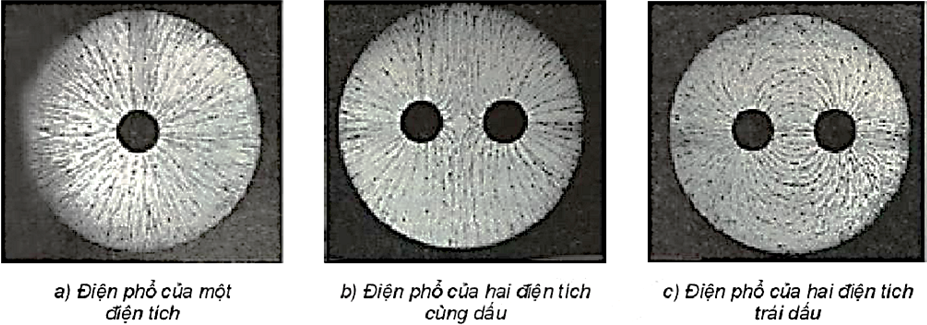 a) Điện phổ của một
điện tích
b) Điện phổ của hai điện tích
cùng dấu
c) Điện phổ của hai điện tích
trái dấu